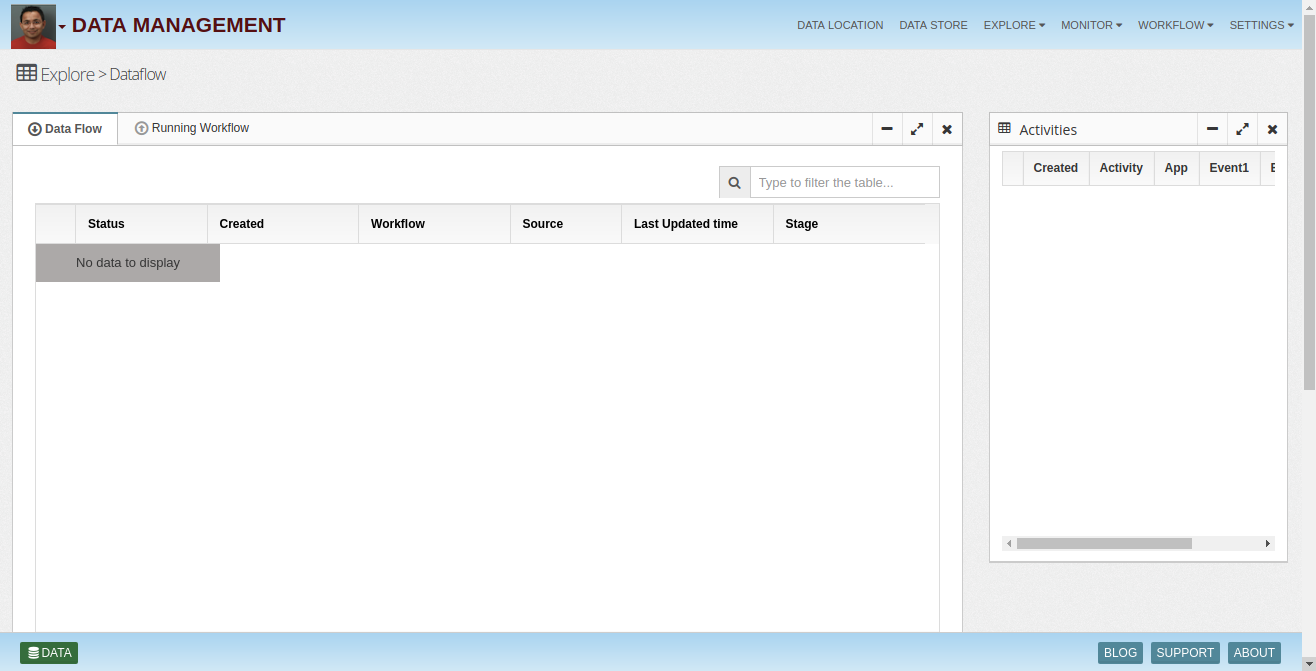 DATA MANAGEMENT
DATA LOCATION DATA STORE EXPLORE MONITOR WORKFLOW SETTINGS
Explore > Dataflow
Data Flow Running Workflow
Type to filter the table...
Status Created Workflow Source Last Updated time Stage
No data to display
Activities
Created Activity App Event1 E
DATA
BLOG SUPPORT ABOUT